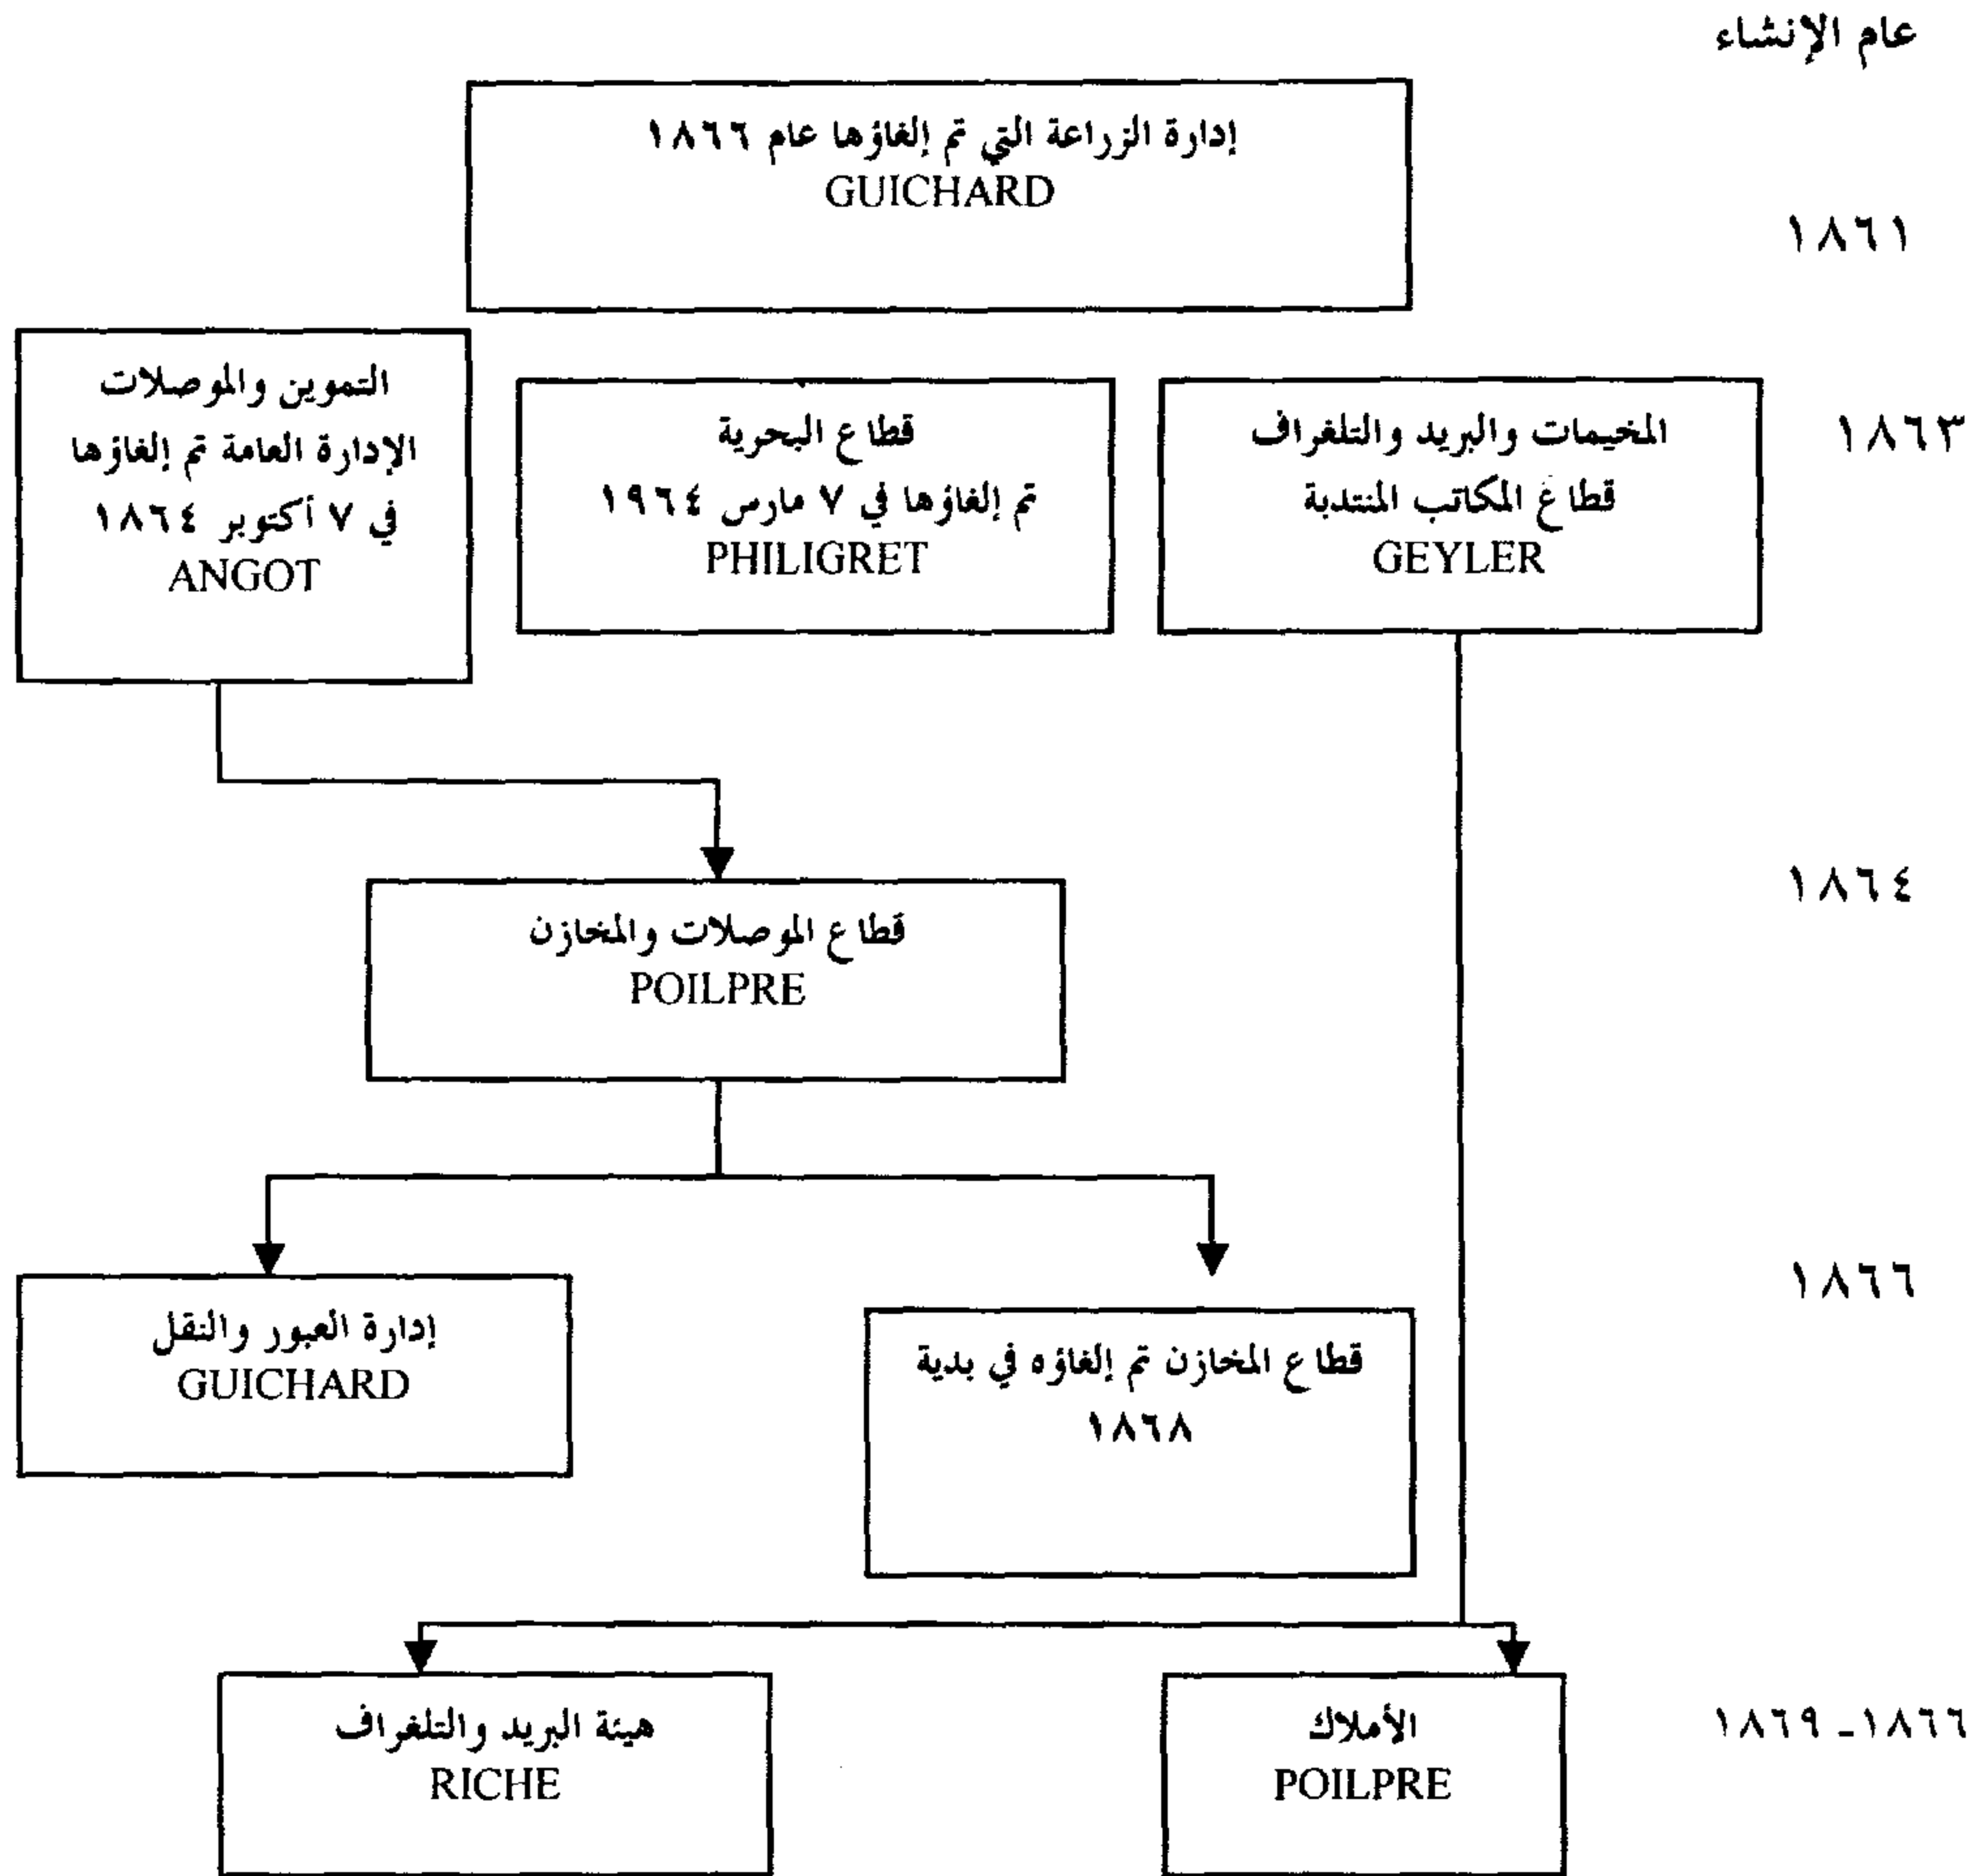 عام الإنشاء
إدارة الزراعة التي تم إلغاؤها عام ١٨٦٦
GUICHARD
١٨٦١
١٨٦٣
المخيمات والبريد والتلغراف
قطاع المكاتب المنتدبة
GEYLER
قطاع البحرية
تم إلغاؤها في ٧ مارس ١٩٦٤
PHILIGRET
التموين والموصلات
الإدارة العامة تم إلغاؤها
في ٧ أكتوبر ١٨٦٤
ANGOT
١٨٦٤
قطاع الموصلات والمخازن
POILPRE
١٨٦٦
قطاع المخازن تم إلغاؤه في بدية
١٨٦٨
إدارة العبور والنقل
GUICHARD
١٨٦٦-١٨٦٩
الأملاك
POILPRE
هيئة البريد والتلغراف
RICHE